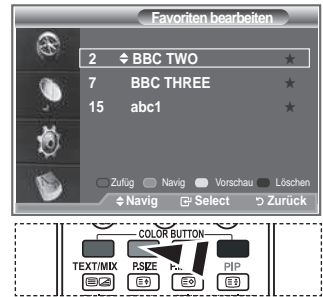 Favoriten bearbeiten
2 BBC TWO ★
7 BBC THREE ★
15 abc1 ★
Zufüg Navig Vorschau Löschen
Navig Select Zurück
COLOR BUTTON
TEXT/MIX P.SIZE PIP